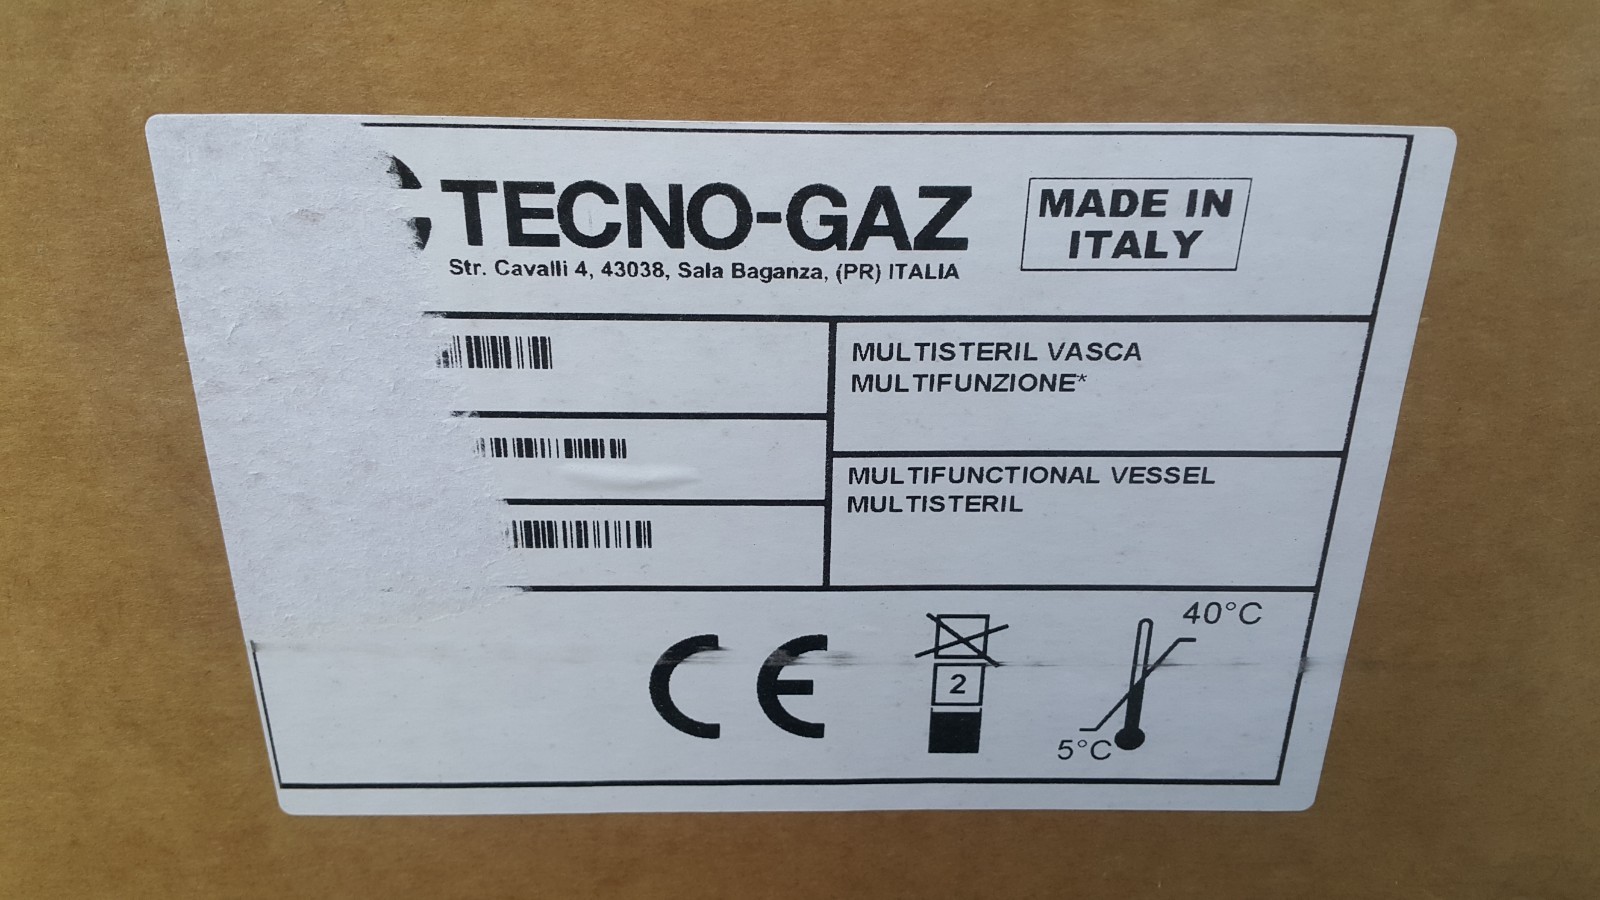 TECNO-GAZ
Str. Cavalli 4, 43038, Sala Baganza, (PR) ITALIA
MADE IN
ITALY
MULTISTERIL VASCA
MULTIFUNZIONE*
MULTIFUNCTIONAL VESSEL
MULTISTERIL
CE
2
40°C
5°C